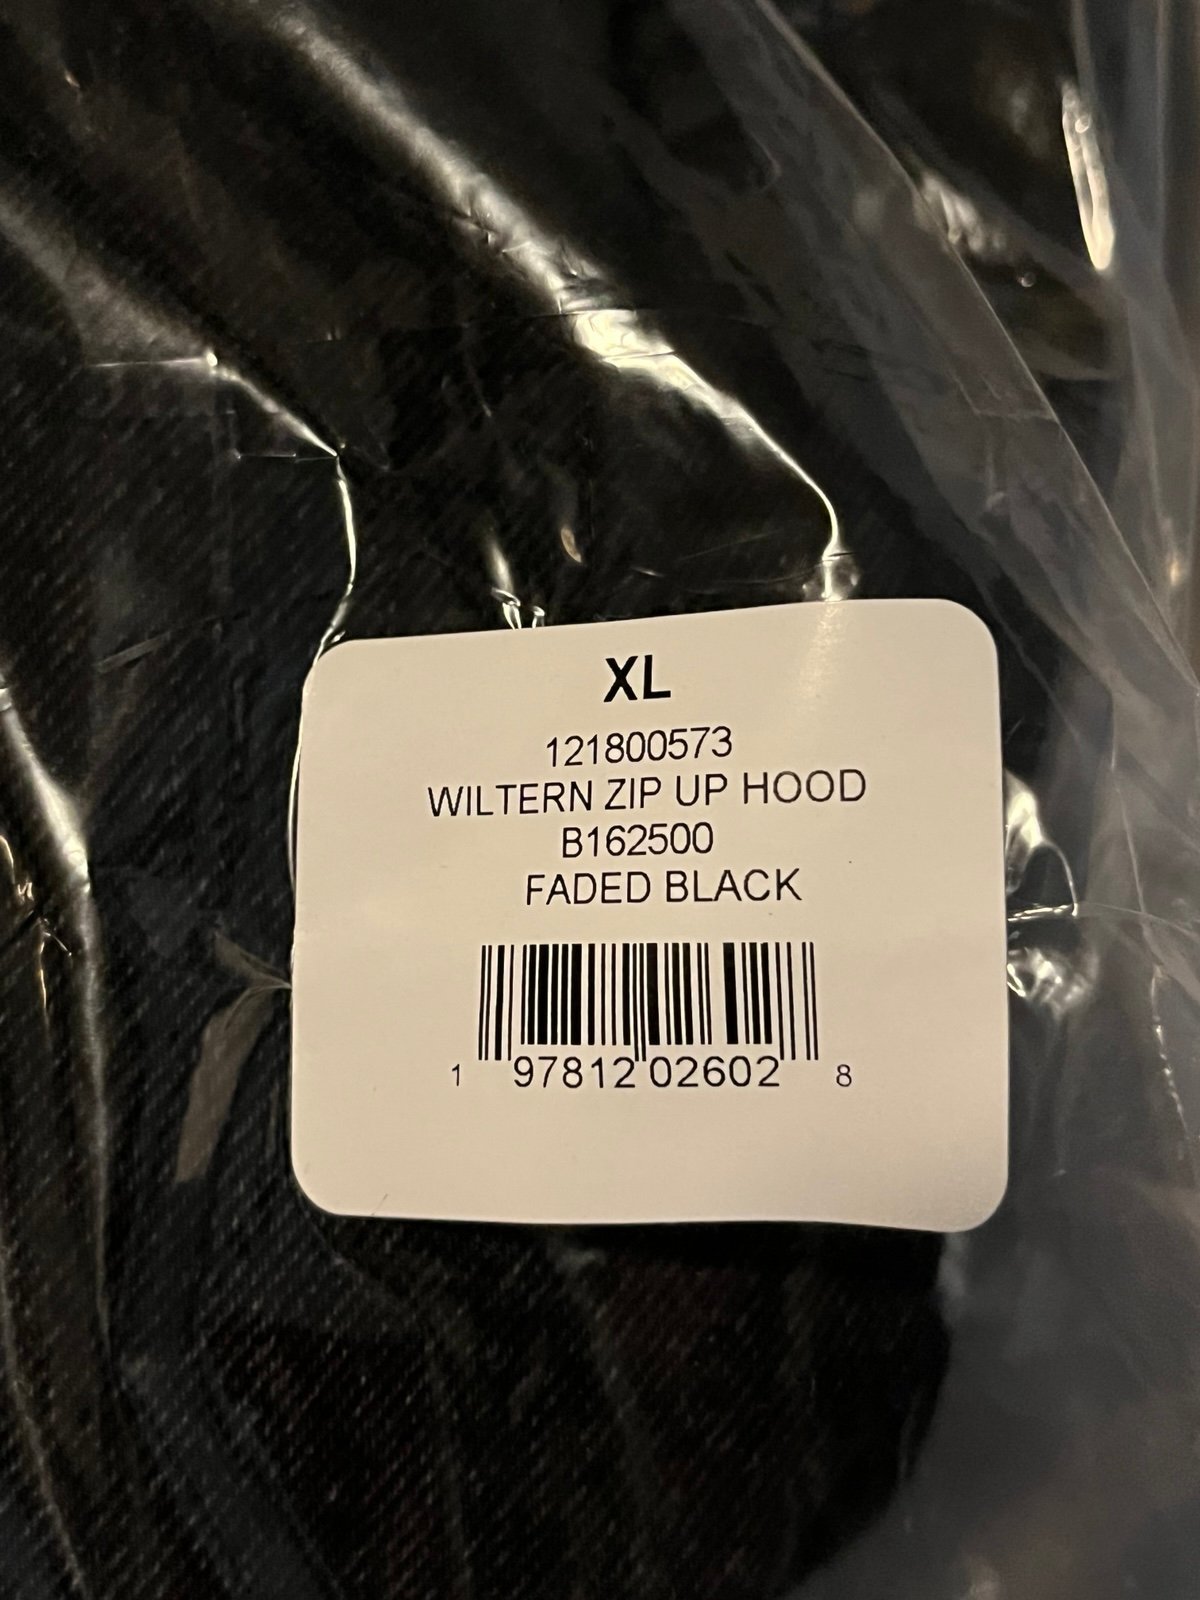 XL
121800573
WILTERN ZIP UP HOOD
B162500
FADED BLACK
1 97812 02602 8